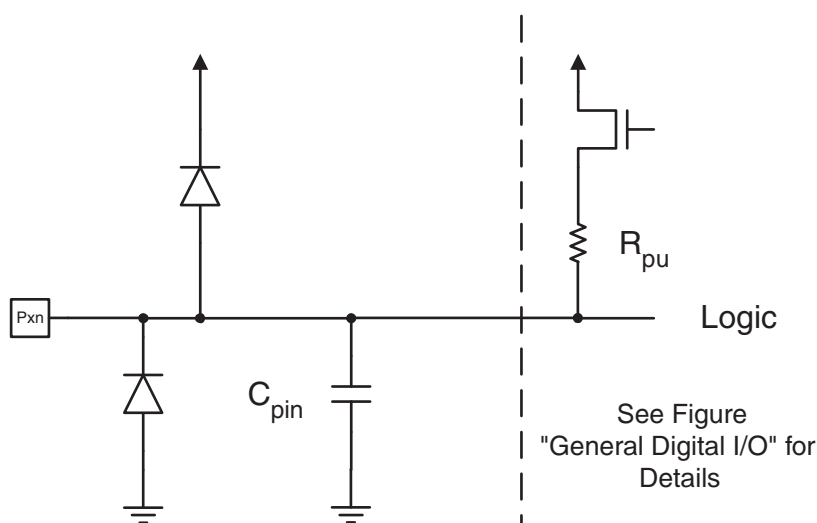 R
pu
Pxn
Logic
C
pin
See Figure
"General Digital I/O" for
Details